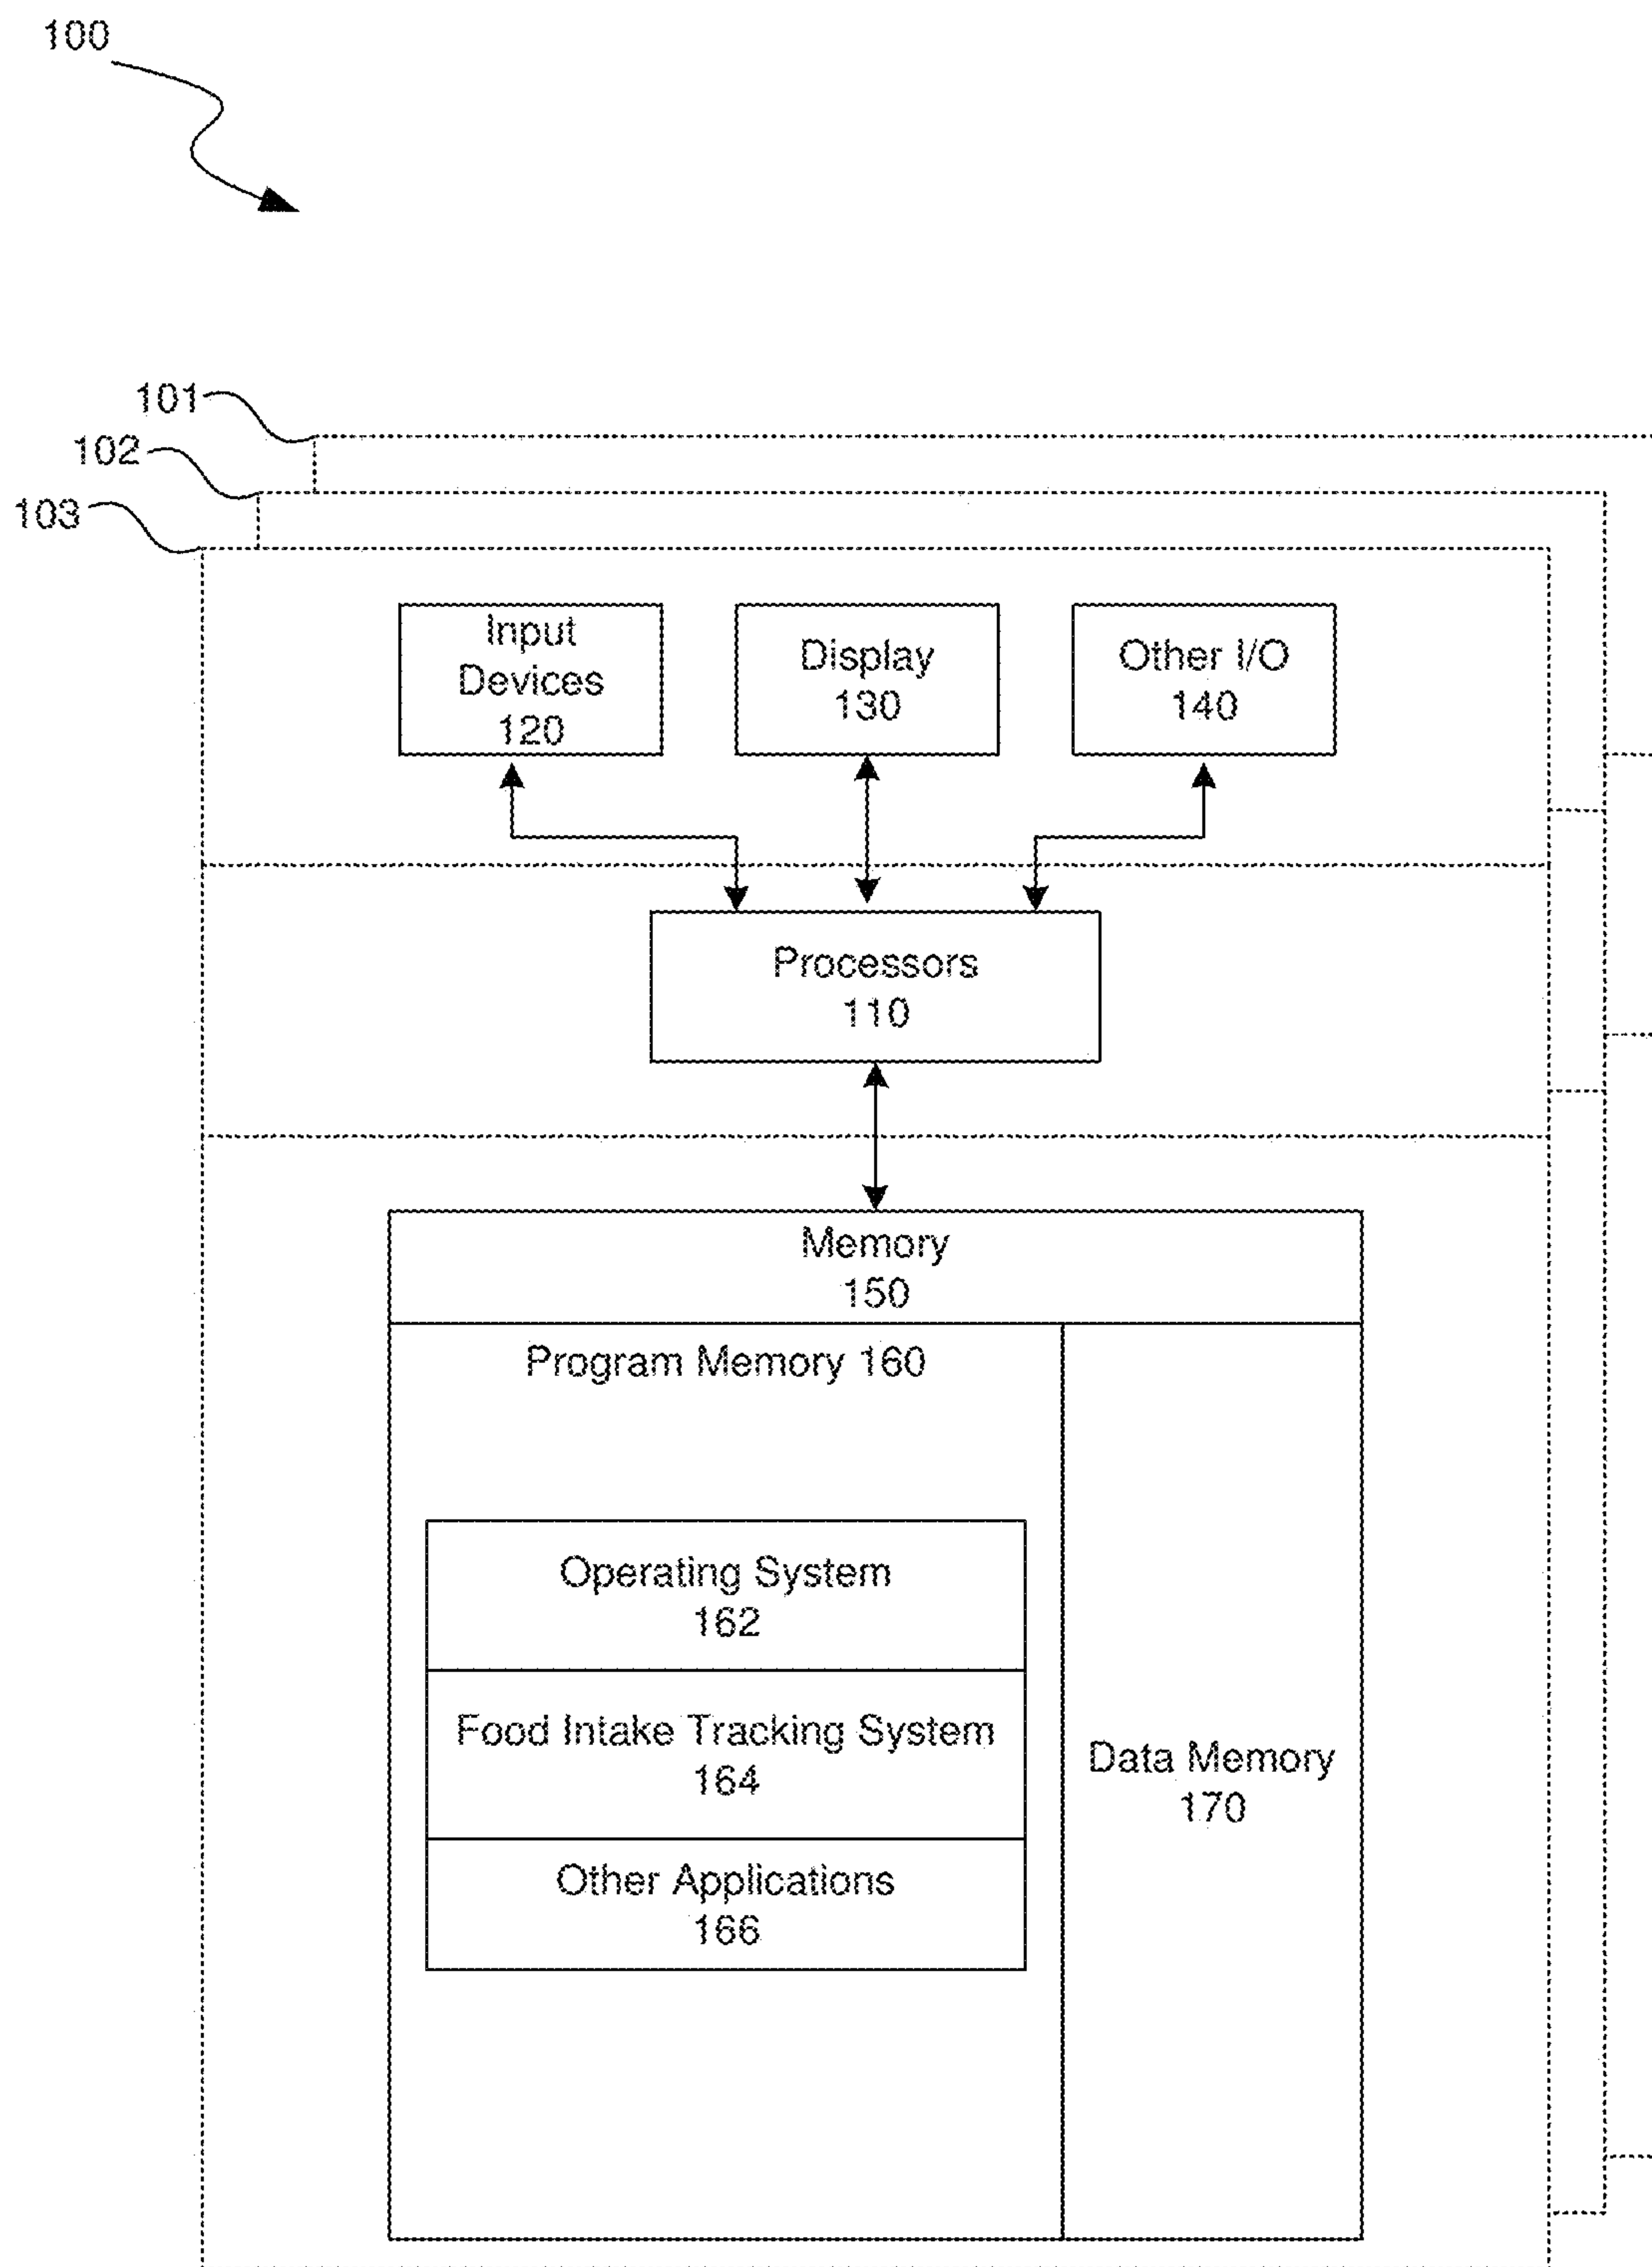 100
101
102
103
Input
Devices
120
Display
130
Other I/O
140
Processors
110
Memory
150
Program Memory 160
Operating System
162
Food Intake Tracking System
164
Other Applications
166
Data Memory
170